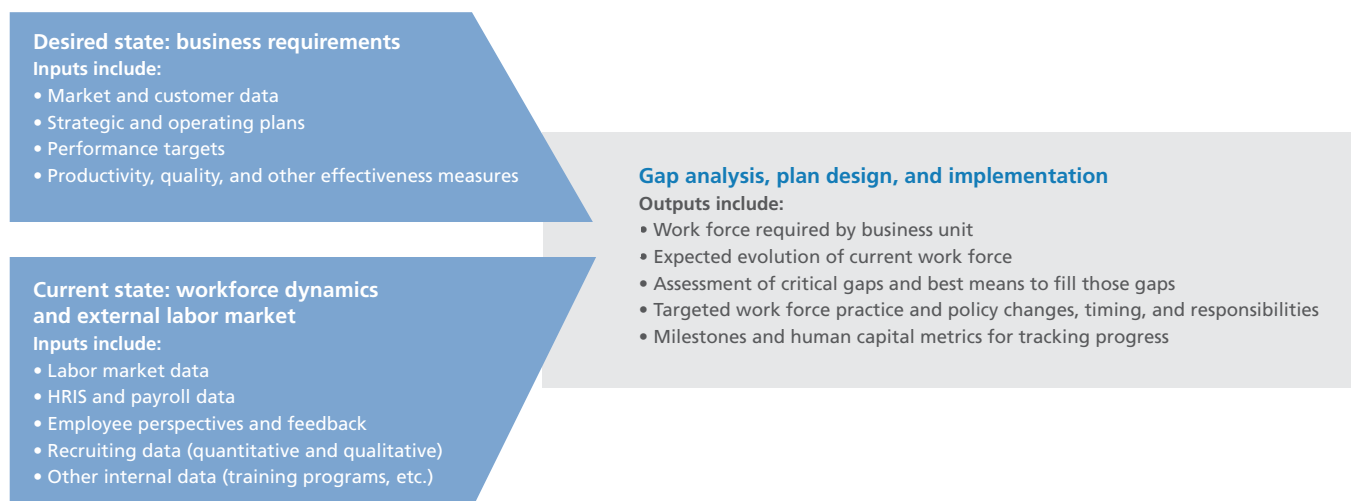 Desired state: business requirements
Inputs include:
• Market and customer data
• Strategic and operating plans
• Performance targets
• Productivity, quality, and other effectiveness measures
Current state: workforce dynamics
and external labor market
Inputs include:
• Labor market data
• HRIS and payroll data
• Employee perspectives and feedback
• Recruiting data (quantitative and qualitative)
• Other internal data (training programs, etc.)
Gap analysis, plan design, and implementation
Outputs include:
• Work force required by business unit
• Expected evolution of current work force
• Assessment of critical gaps and best means to fill those gaps
• Targeted work force practice and policy changes, timing, and responsibilities
• Milestones and human capital metrics for tracking progress